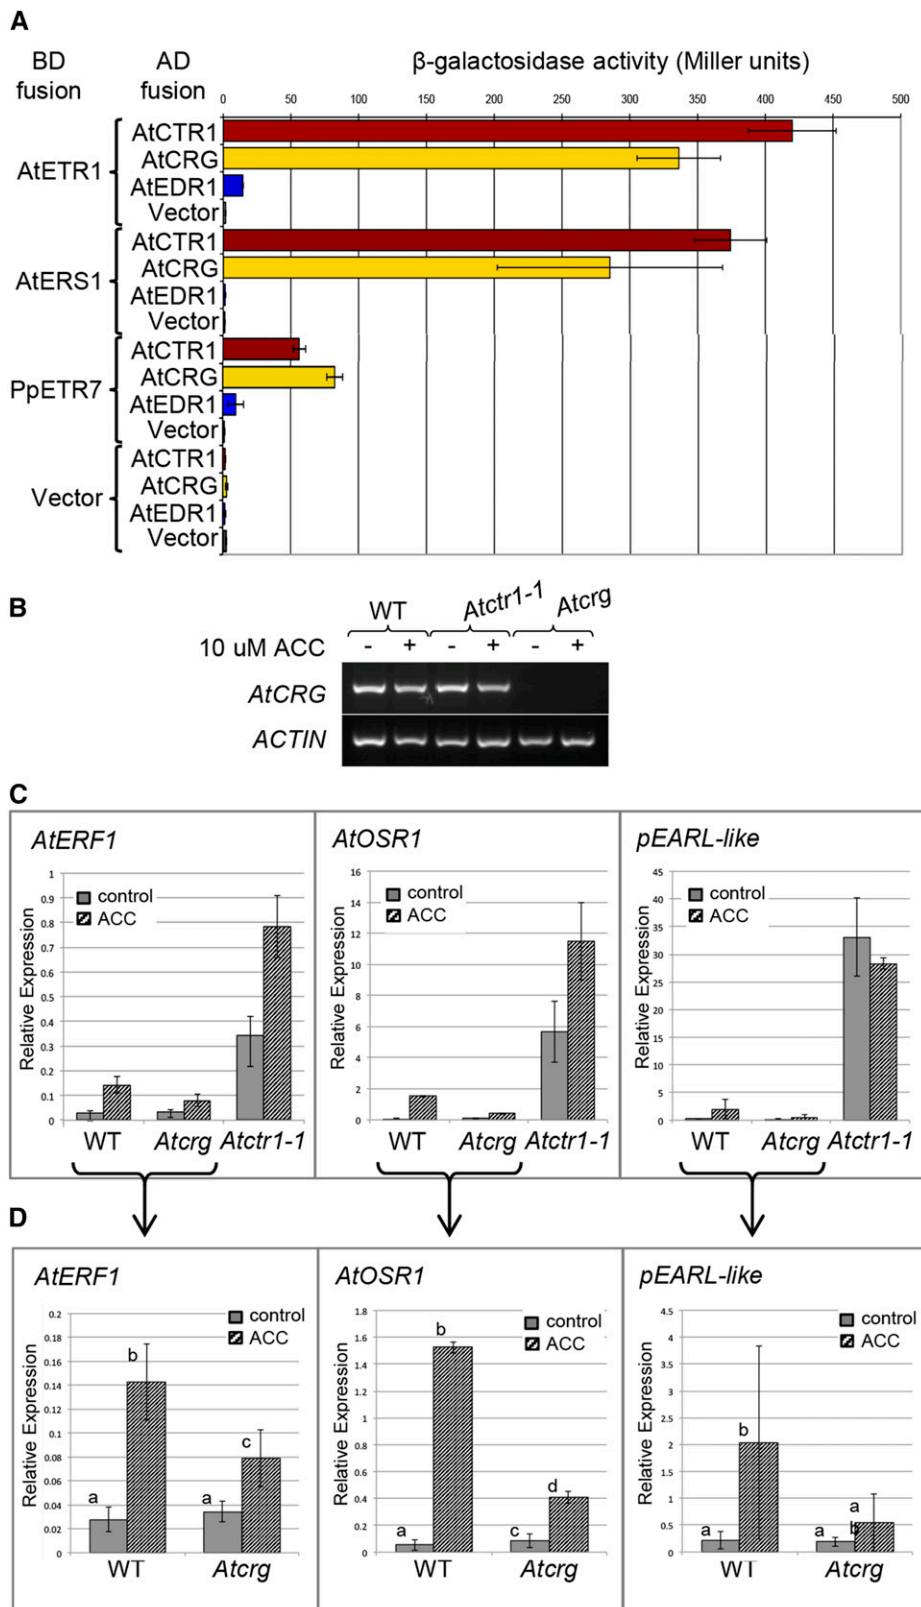 A
BD fusion
AD fusion
β-galactosidase activity (Miller units)
0 50 100 150 200 250 300 350 400 450 500
AtETR1
AtCTR1
AtCRG
AtEDR1
Vector
AtERS1
AtCTR1
AtCRG
AtEDR1
Vector
PpETR7
AtCTR1
AtCRG
AtEDR1
Vector
Vector
AtCTR1
AtCRG
AtEDR1
Vector
B
WT Atctr1-1 Atcrg
10 uM ACC - + - + - +
AtCRG
ACTIN
C
AtERF1
control
ACC
Relative Expression
1
0.9
0.8
0.7
0.6
0.5
0.4
0.3
0.2
0.1
0
WT Atcrg Atctr1-1
AtOSR1
control
ACC
Relative Expression
16
14
12
10
8
6
4
2
0
WT Atcrg Atctr1-1
pEARL-like
control
ACC
Relative Expression
45
40
35
30
25
20
15
10
5
0
WT Atcrg Atctr1-1
D
AtERF1
control
ACC
Relative Expression
0.2
0.18
0.16
0.14
0.12
0.1
0.08
0.06
0.04
0.02
0
a b a c
WT Atcrg
AtOSR1
control
ACC
Relative Expression
1.8
1.6
1.4
1.2
1
0.8
0.6
0.4
0.2
0
a b c d
WT Atcrg
pEARL-like
control
ACC
Relative Expression
4.5
4
3.5
3
2.5
2
1.5
1
0.5
0
a b a a
b
WT Atcrg